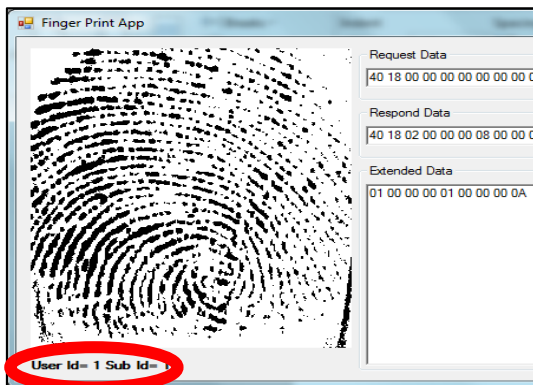 Finger Print App
Request Data
40 18 00 00 00 00 00 00 00
Respond Data
40 18 02 00 00 00 08 00 00
Extended Data
01 00 00 00 01 00 00 00 0A
User Id= 1 Sub Id=